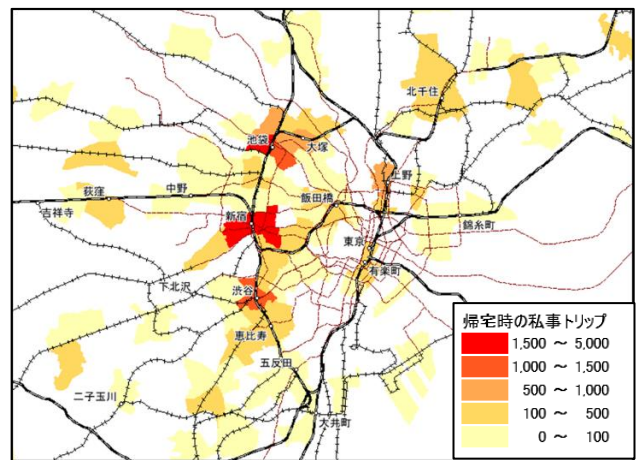 北千住
池袋
大塚
上野
荻窪
中野
飯田橋
吉祥寺
新宿
錦糸町
東京
有楽町
下北沢
渋谷
恵比寿
五反田
二子玉川
大井町
帰宅時の私事トリップ
1,500 ～ 5,000
1,000 ～ 1,500
500 ～ 1,000
100 ～ 500
0 ～ 100